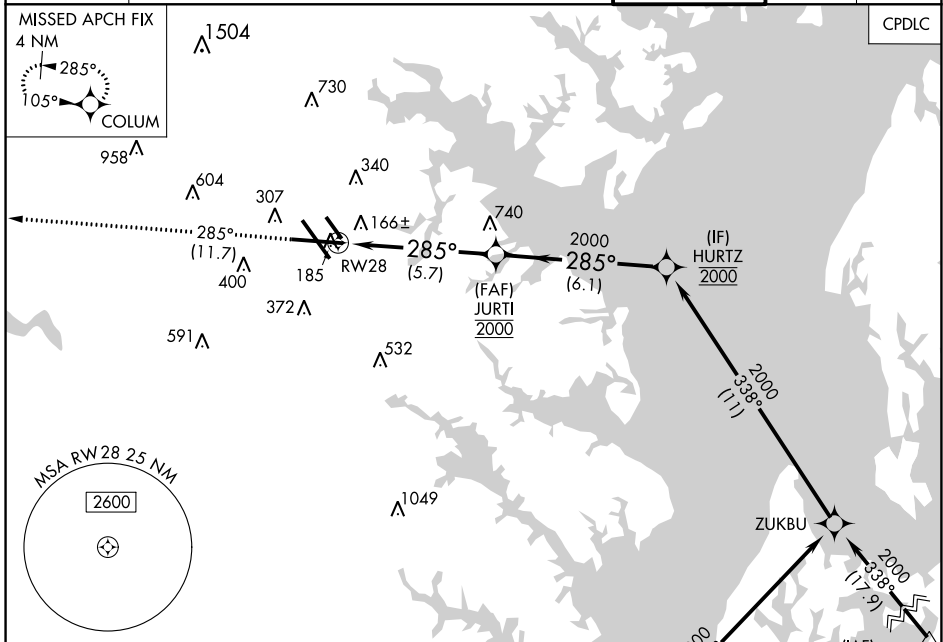 MISSED APCH FIX
4 NM
285°
105°
COLUM
1504
CPDLC
730
958
340
604
307
166±
740
285°
(11.7)
185
RW28
285°
(5.7)
2000
285°
(6.1)
(IF)
HURTZ
2000
400
(FAF)
JURTI
2000
372
591
532
2000
338°
(11)
MSA RW28 25 NM
2600
1049
ZUKBU
2000
338°
(17.9)